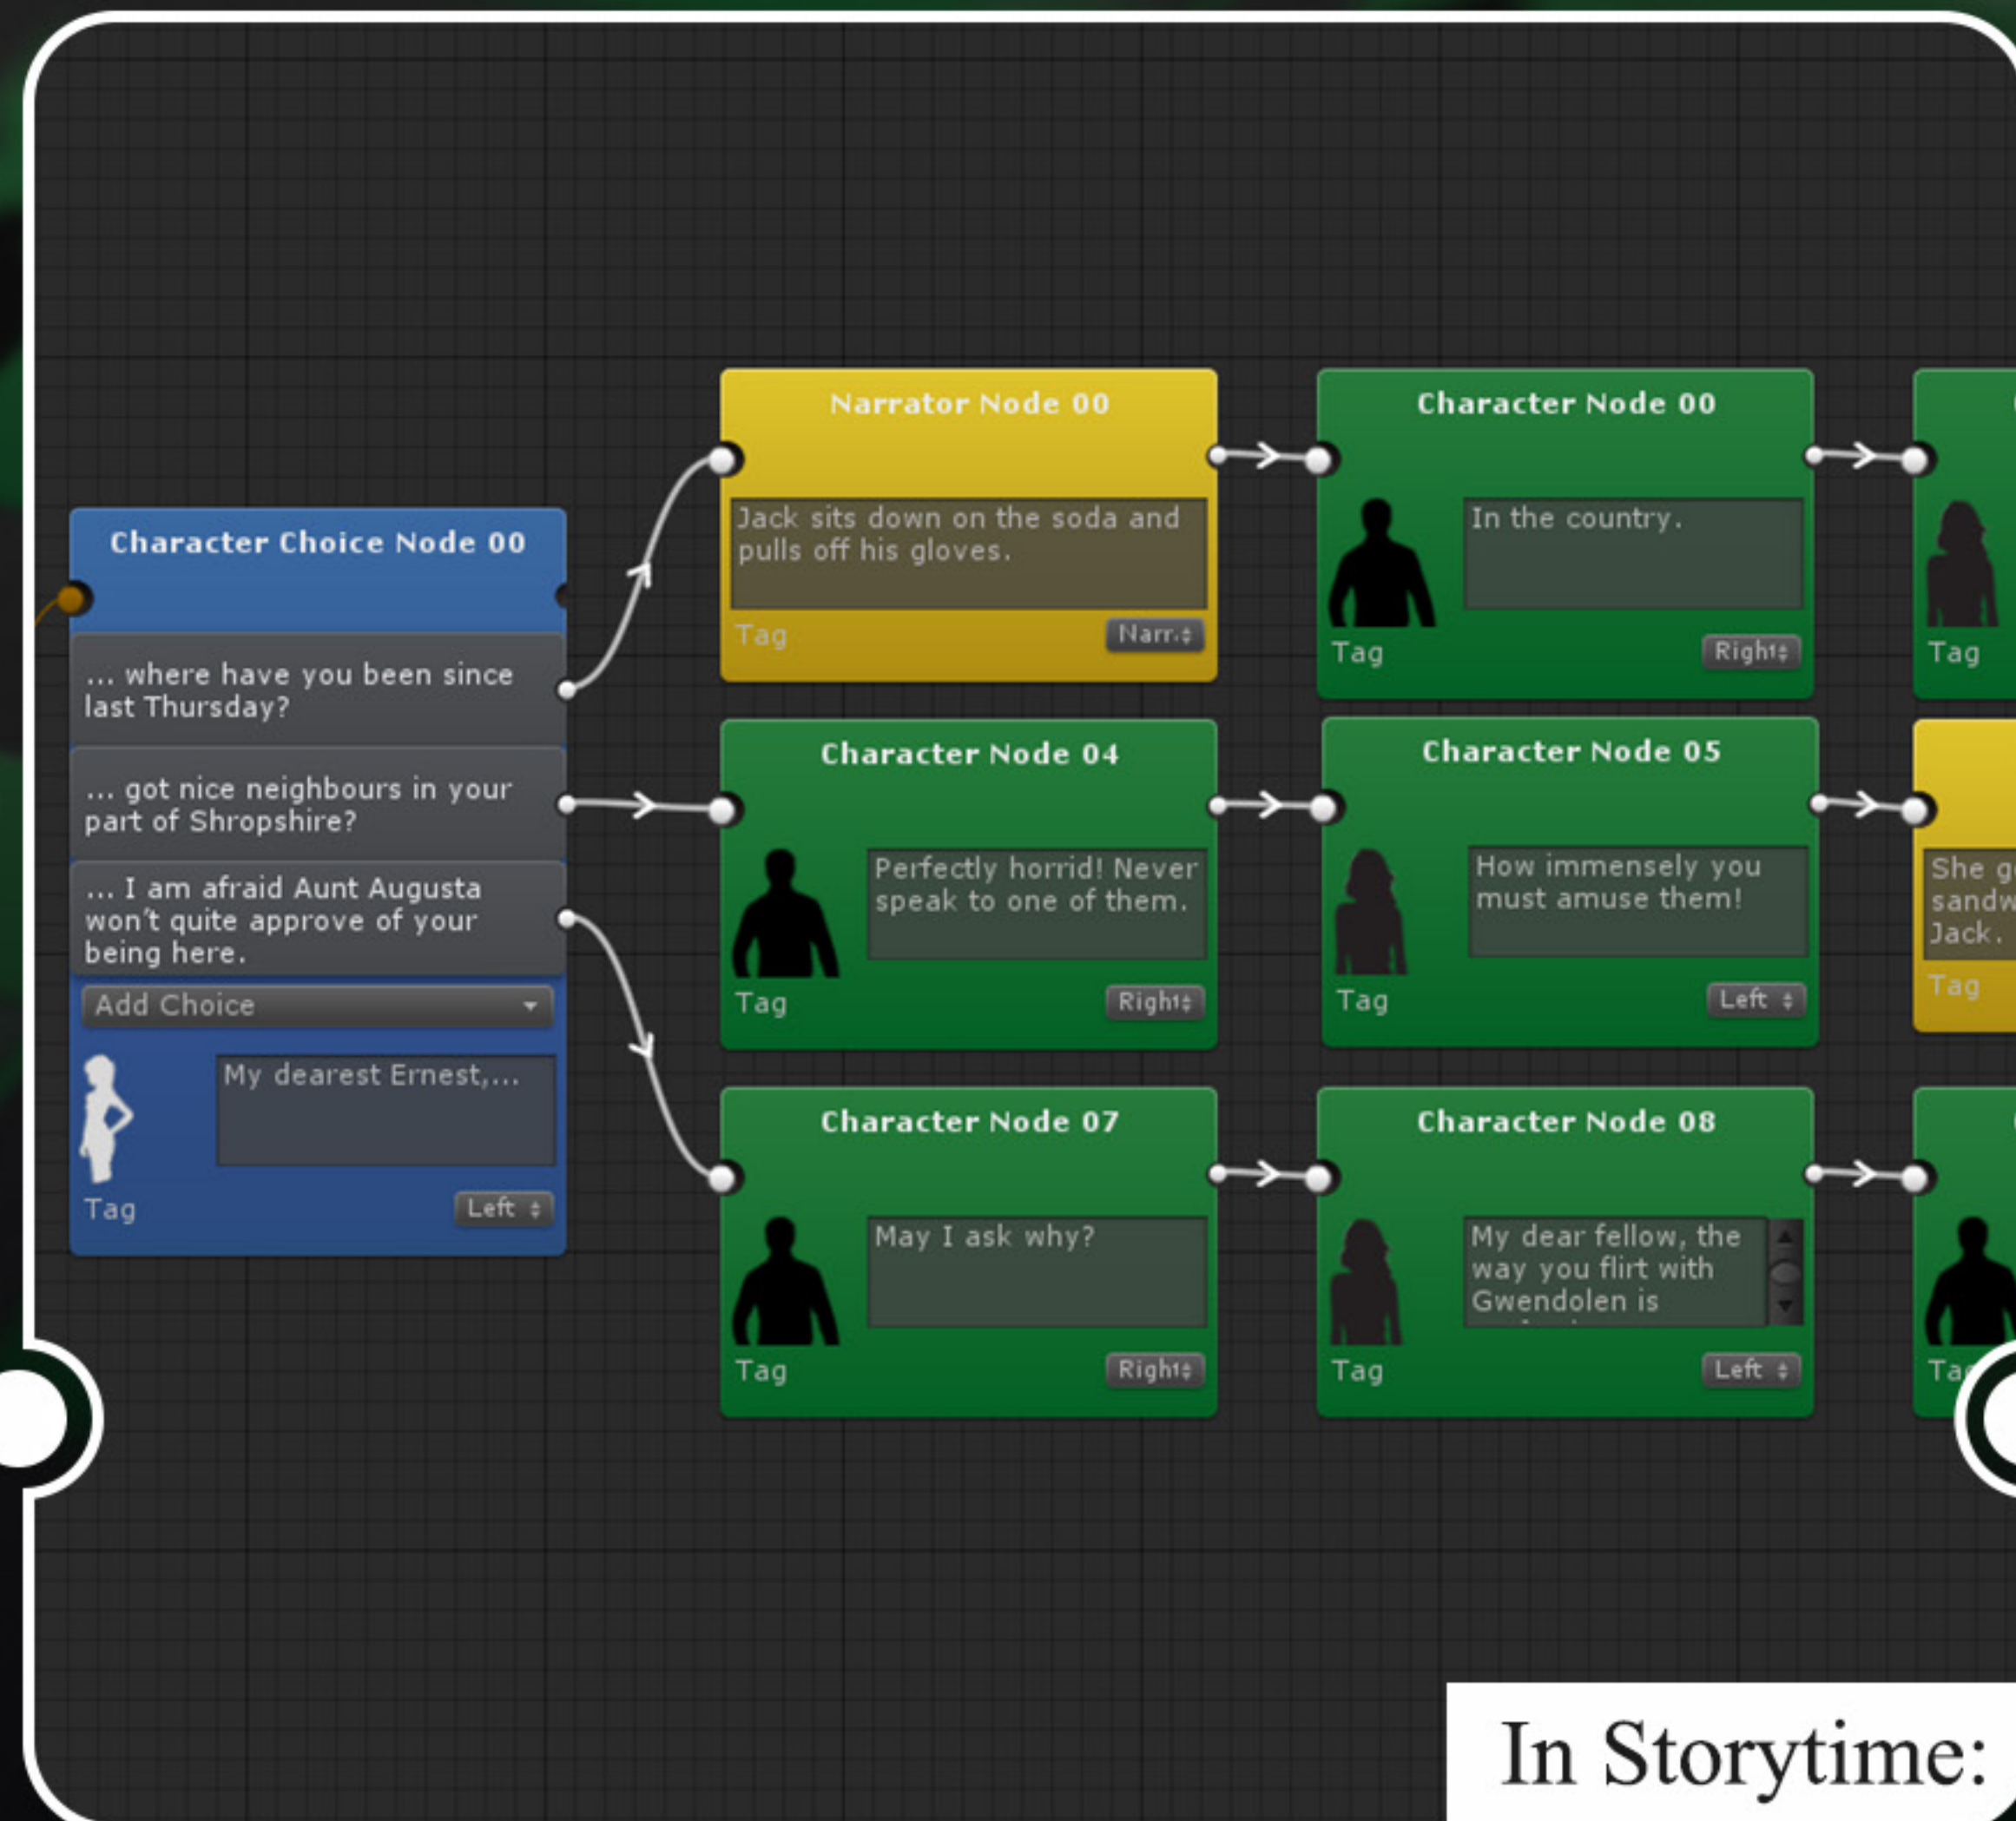 Character Choice Node 00
... where have you been since
last Thursday?
... got nice neighbours in your
part of Shropshire?
... I am afraid Aunt Augusta
won't quite approve of your
being here.
Add Choice
My dearest Ernest,...
Tag
Left
Narrator Node 00
Jack sits down on the soda and
pulls off his gloves.
Tag
Narr.
Character Node 00
In the country.
Tag
Right
Tag
Character Node 04
Perfectly horrid! Never
speak to one of them.
Tag
Right
Character Node 05
How immensely you
must amuse them!
Tag
Left
She
Jack.
Tag
Character Node 07
May I ask why?
Tag
Right
Character Node 08
My dear fellow, the
way you flirt with
Gwendolen is
Tag
Left
In Storytime: